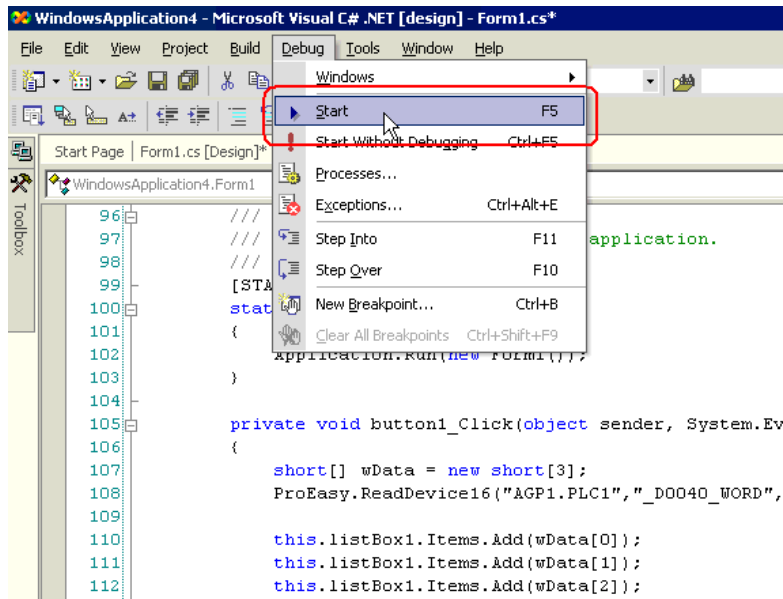 WindowsApplication4 - Microsoft Visual C# .NET [design] - Form1.cs*
File Edit View Project Build Debug Tools Window Help
Windows
Start F5
Start Without Debugging Ctrl+F5
Start Page Form1.cs [Design]*
Processes...
WindowsApplication4.Form1
Exceptions... Ctrl+Alt+E
Toolbox
96 ///
97 /// application.
Step Into F11
98 ///
Step Over F10
99 [STA
100 stat
New Breakpoint... Ctrl+B
101 {
Clear All Breakpoints Ctrl+Shift+F9
102 Application.Run(new Form1());
103 }
104
105 private void button1_Click(object sender, System.Ev
106 {
107 short[] wData = new short[3];
108 ProEasy.ReadDevice16("AGP1.PLC1","_D0040_WORD",
109
110 this.listBox1.Items.Add(wData[0]);
111 this.listBox1.Items.Add(wData[1]);
112 this.listBox1.Items.Add(wData[2]);